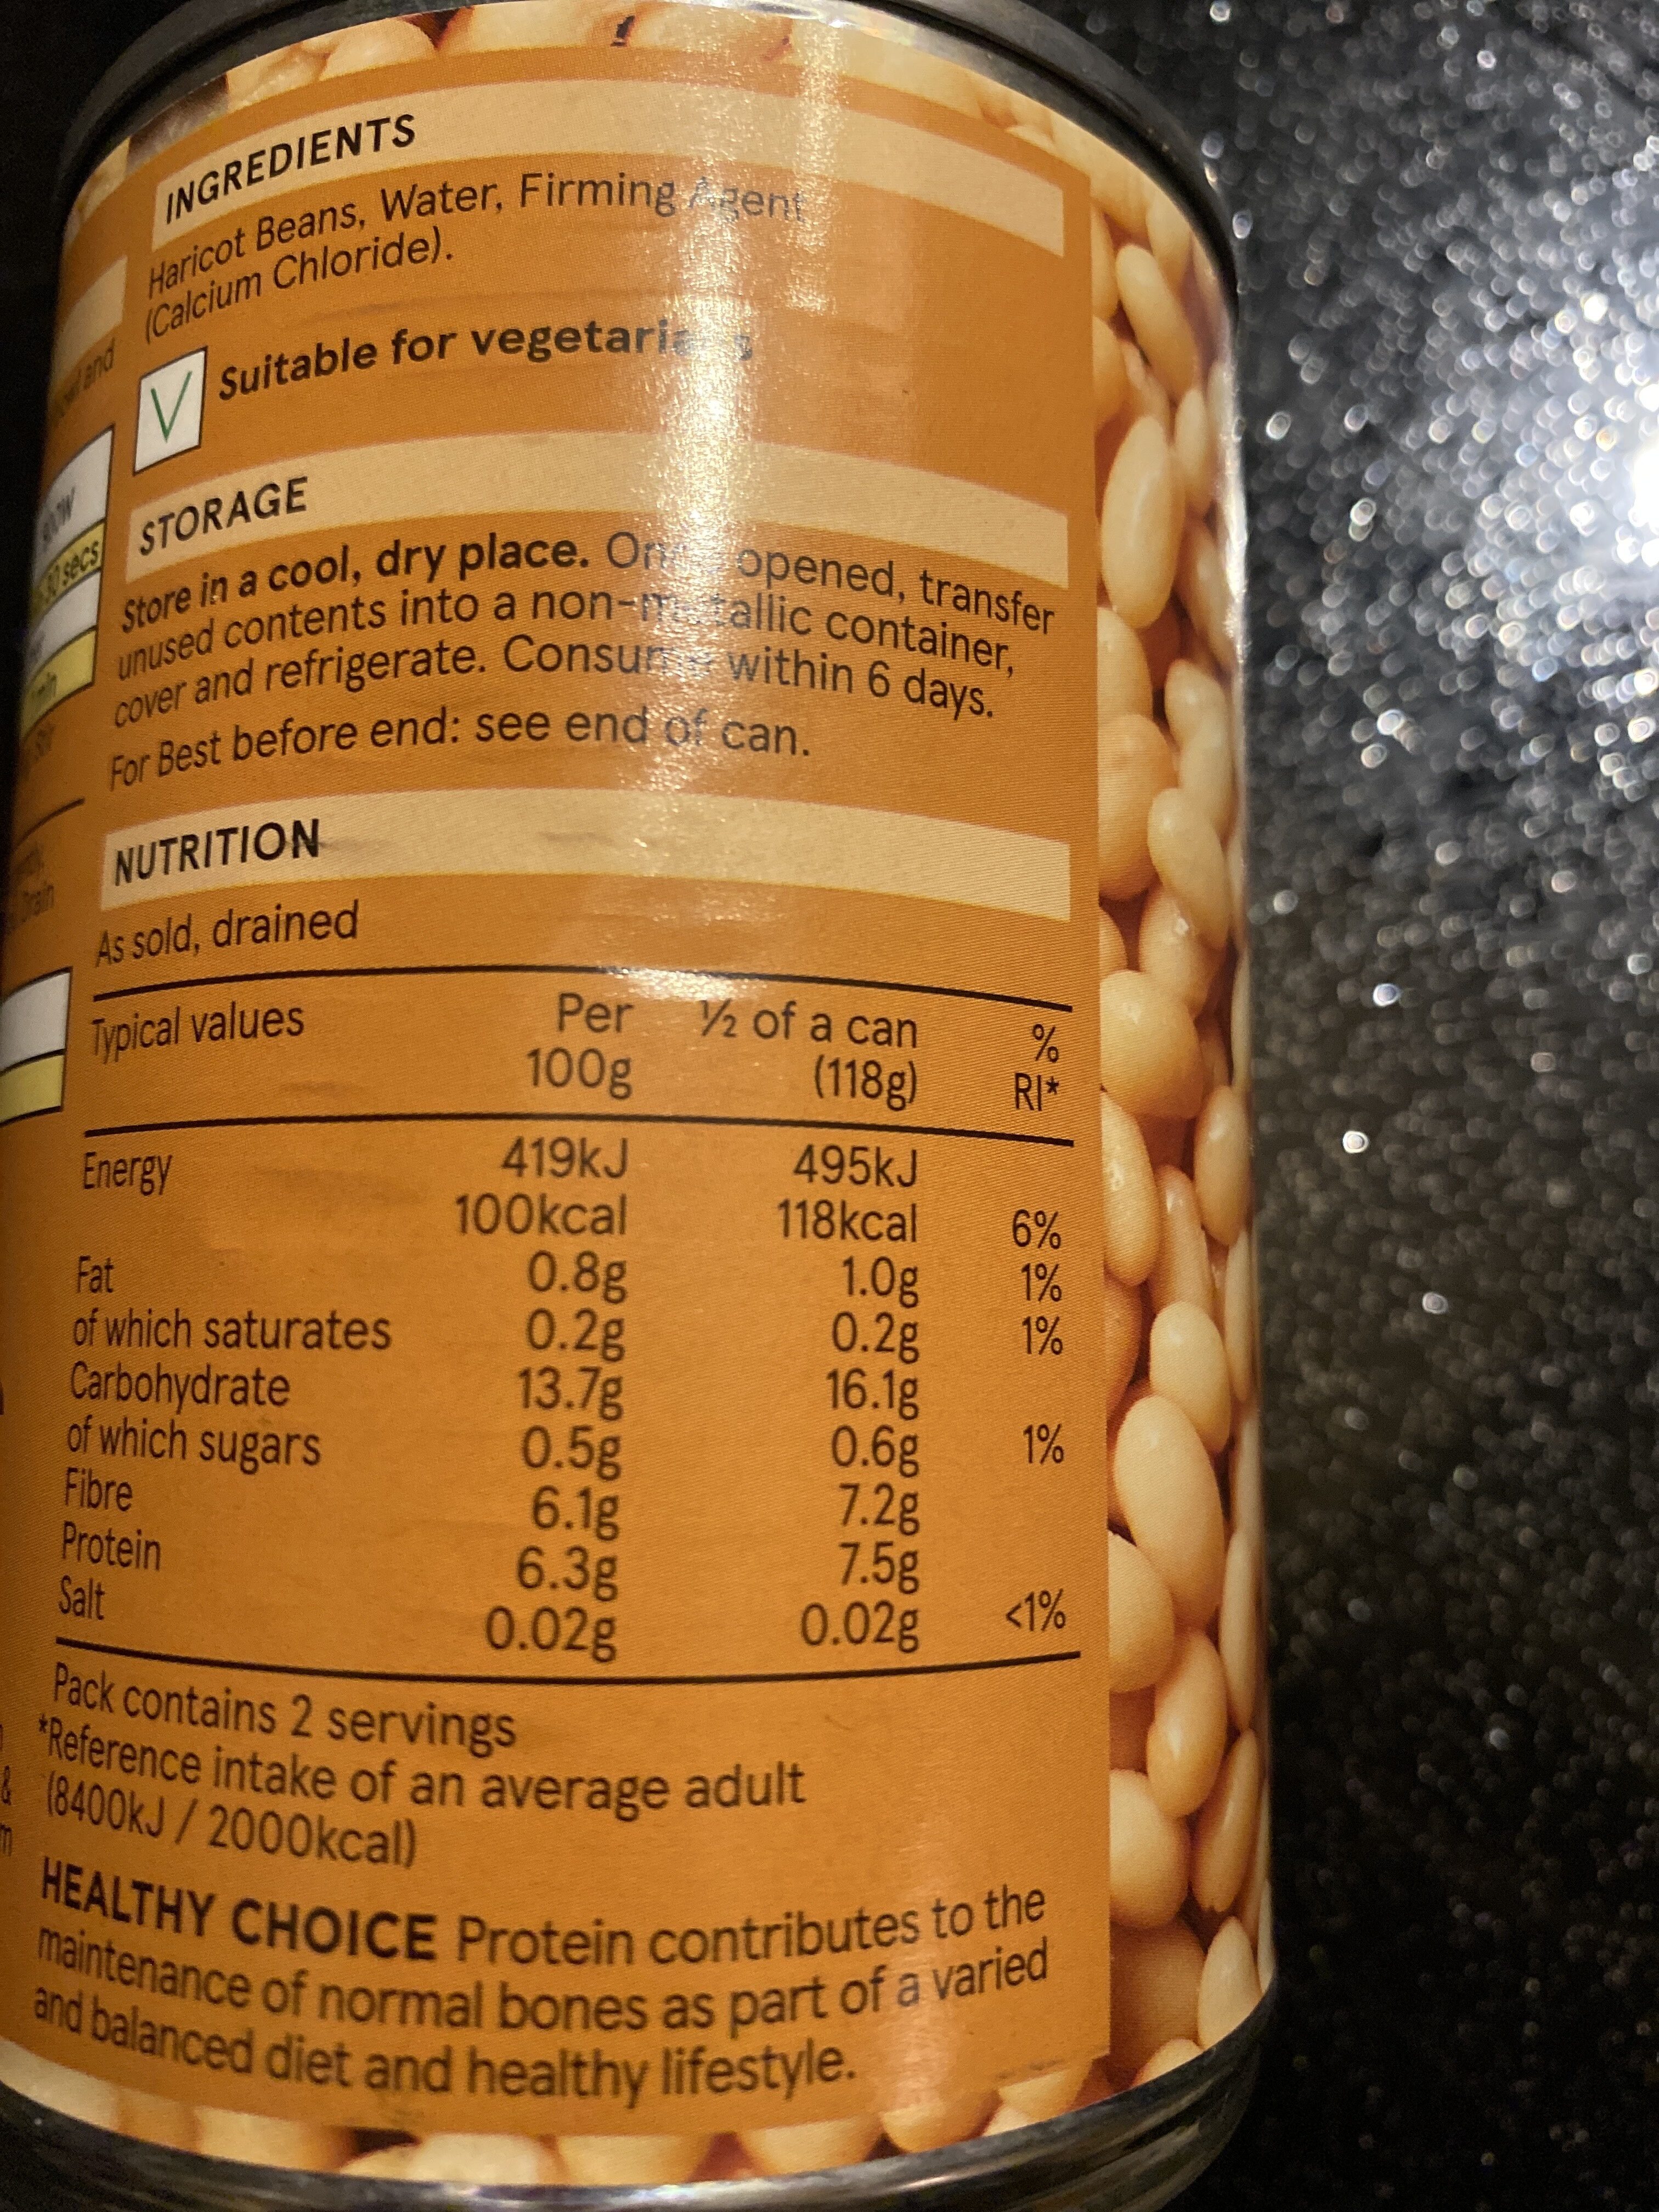 INGREDIENTS
Haricot Beans, Water, Firming Agent
(Calcium Chloride).
V Suitable for vegetarians
STORAGE
Store in a cool, dry place. Once opened, transfer
unused contents into a non-metallic container,
cover and refrigerate. Consume within 6 days.
For Best before end: see end of can.
NUTRITION
As sold, drained
Typical values Per 100g ½ of a can (118g) % RI*
Energy 419kJ 495kJ
100kcal 118kcal 6%
Fat 0.8g 1.0g 1%
of which saturates 0.2g 0.2g 1%
Carbohydrate 13.7g 16.1g
of which sugars 0.5g 0.6g 1%
Fibre 6.1g 7.2g
Protein 6.3g 7.5g
Salt 0.02g 0.02g <1%
Pack contains 2 servings
*Reference intake of an average adult
(8400kJ / 2000kcal)
HEALTHY CHOICE Protein contributes to the
maintenance of normal bones as part of a varied
and balanced diet and healthy lifestyle.
and
secs
Drain
&